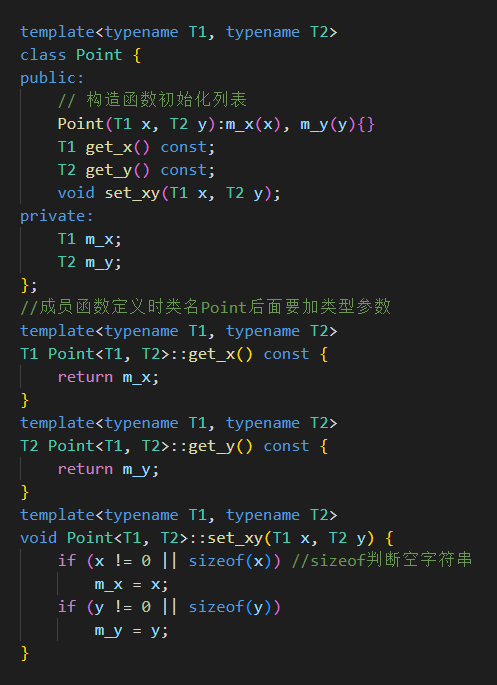 template<typename T1, typename T2>
class Point {
public:
    // 构造函数初始化列表
    Point(T1 x, T2 y):m_x(x), m_y(y){}
    T1 get_x() const;
    T2 get_y() const;
    void set_xy(T1 x, T2 y);
private:
    T1 m_x;
    T2 m_y;
};
//成员函数定义时类名Point后面要加类型参数
template<typename T1, typename T2>
T1 Point<T1, T2>::get_x() const {
    return m_x;
}
template<typename T1, typename T2>
T2 Point<T1, T2>::get_y() const {
    return m_y;
}
template<typename T1, typename T2>
void Point<T1, T2>::set_xy(T1 x, T2 y) {
    if (x != 0 || sizeof(x)) //sizeof判断空字符串
        m_x = x;
    if (y != 0 || sizeof(y))
        m_y = y;
}